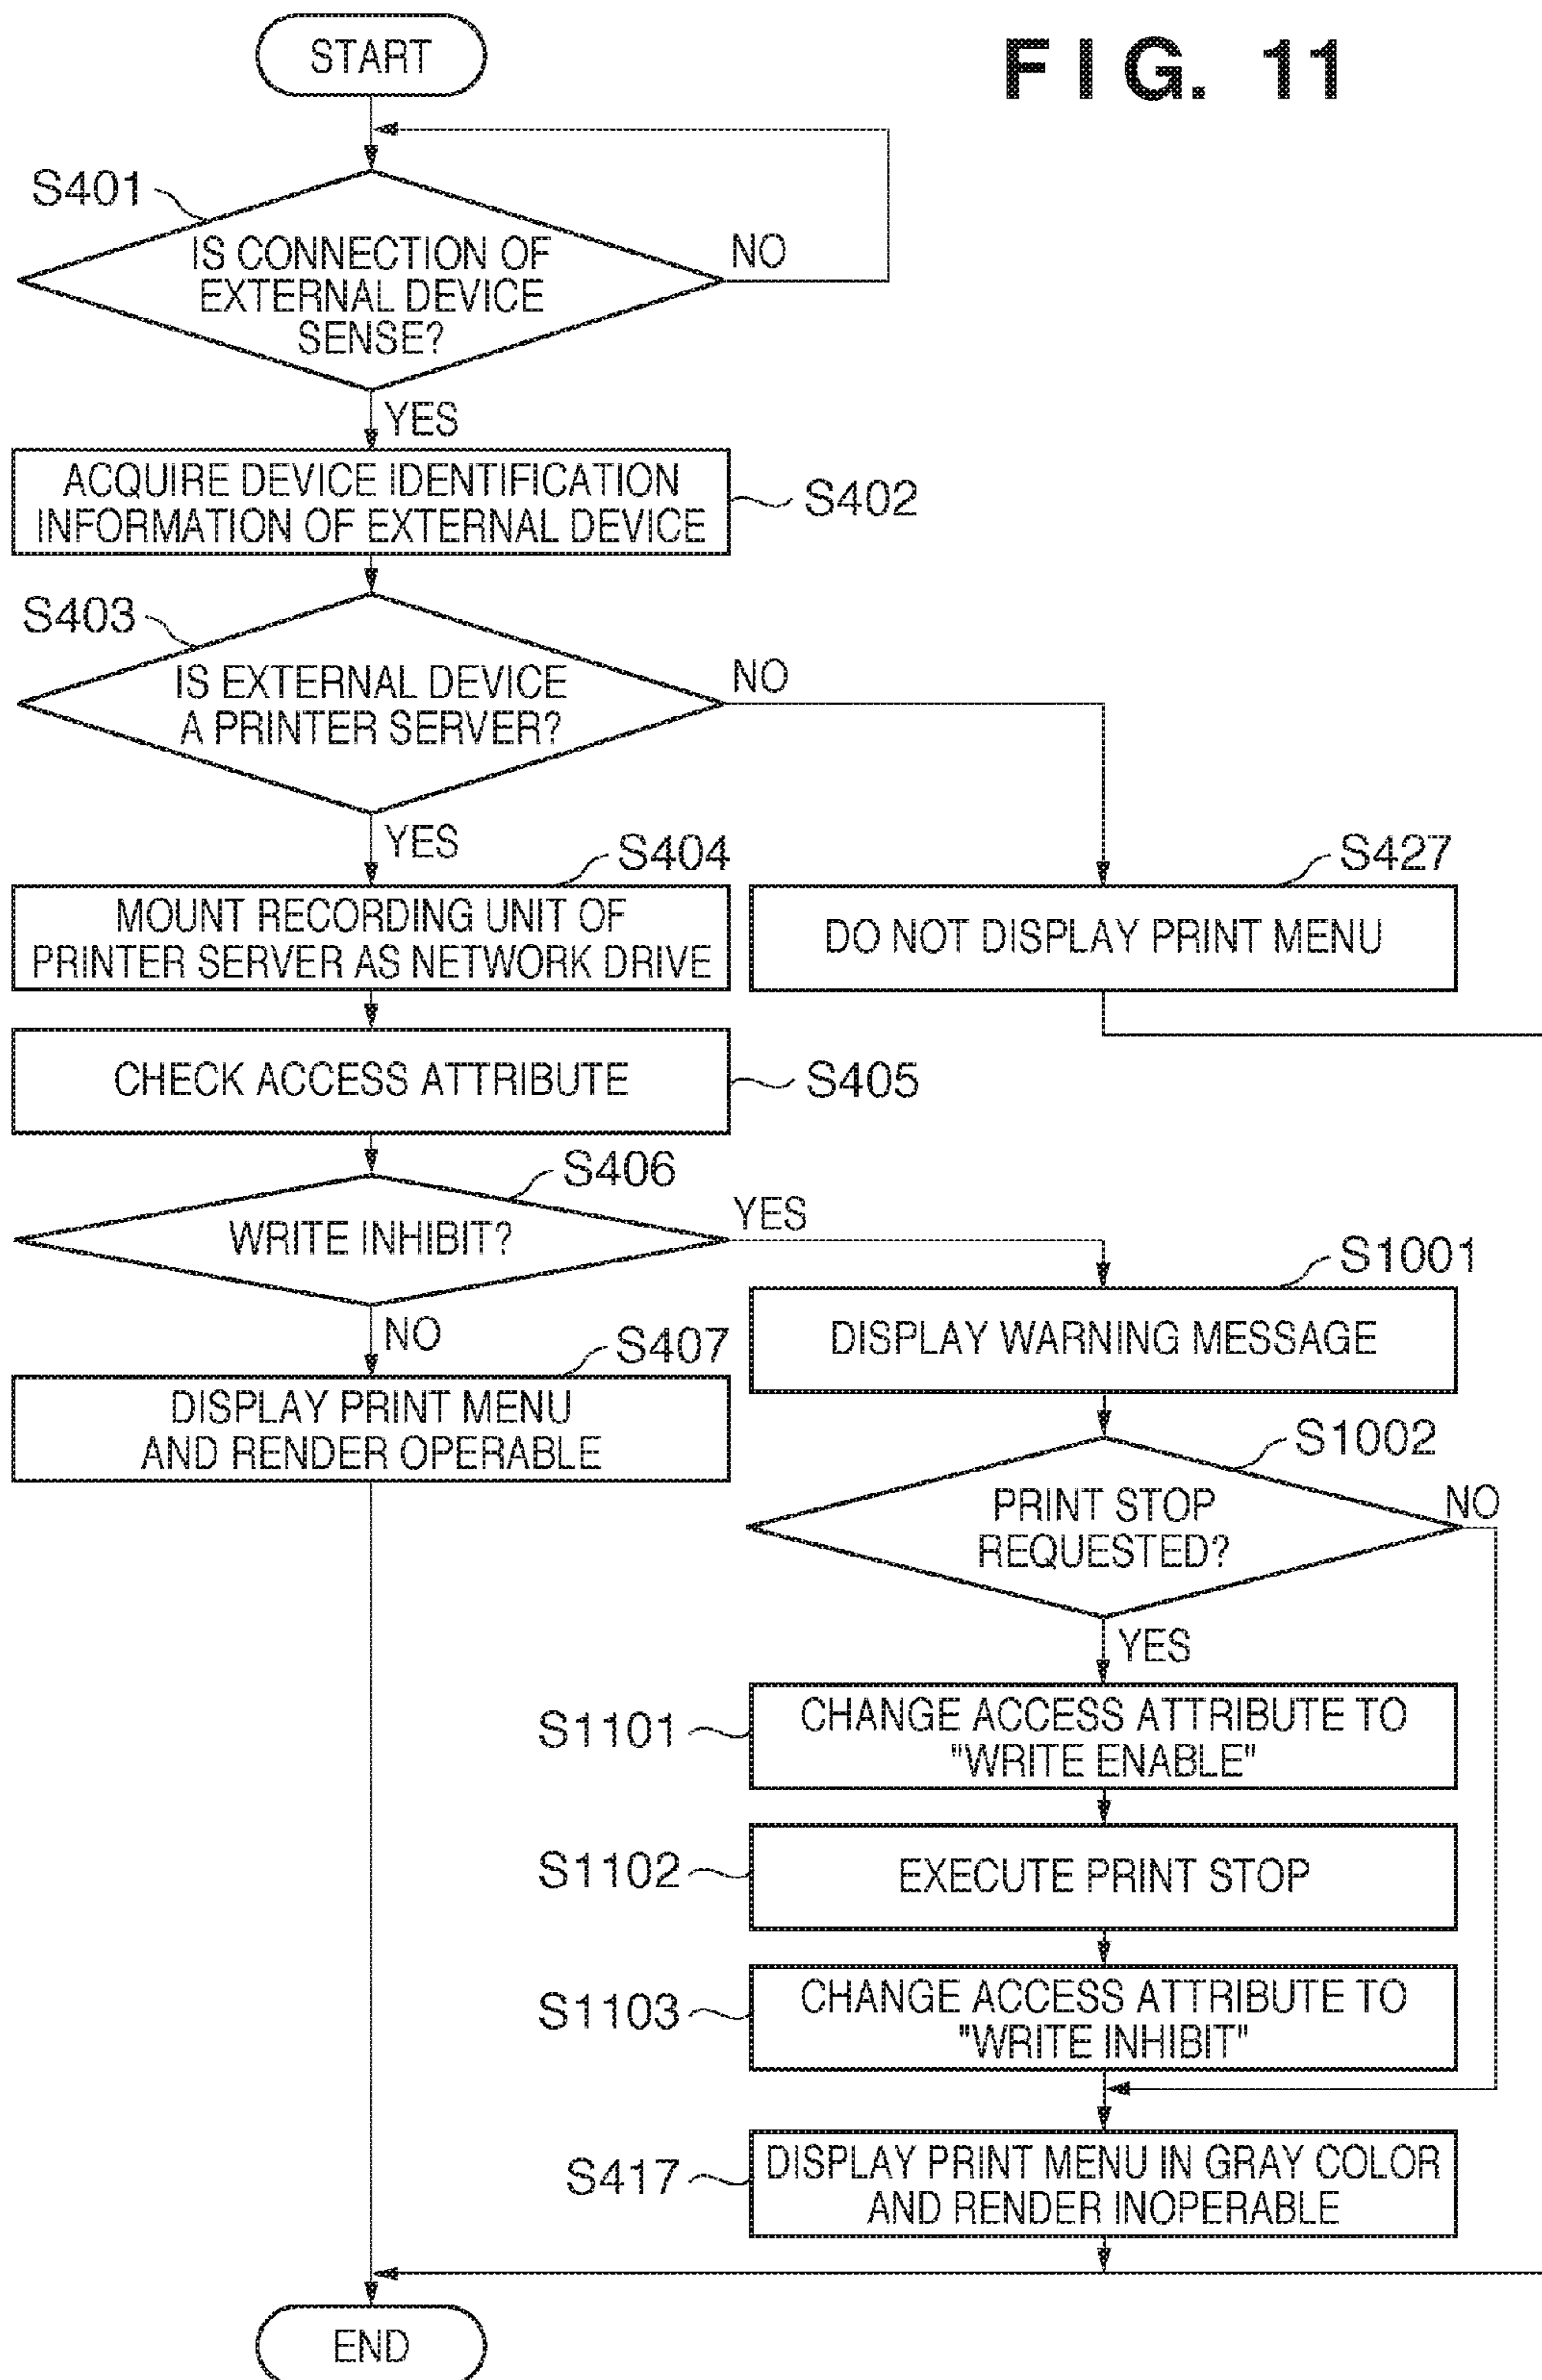 FIG. 11
START
S401
IS CONNECTION OF
EXTERNAL DEVICE
SENSE?
NO
YES
ACQUIRE DEVICE IDENTIFICATION
INFORMATION OF EXTERNAL DEVICE
S402
S403
IS EXTERNAL DEVICE
A PRINTER SERVER?
NO
YES
S404
MOUNT RECORDING UNIT OF
PRINTER SERVER AS NETWORK DRIVE
S427
DO NOT DISPLAY PRINT MENU
CHECK ACCESS ATTRIBUTE
S405
S406
WRITE INHIBIT?
YES
NO
S407
DISPLAY PRINT MENU
AND RENDER OPERABLE
S1001
DISPLAY WARNING MESSAGE
S1002
PRINT STOP
REQUESTED?
NO
YES
S1101
CHANGE ACCESS ATTRIBUTE TO
"WRITE ENABLE"
S1102
EXECUTE PRINT STOP
S1103
CHANGE ACCESS ATTRIBUTE TO
"WRITE INHIBIT"
S417
DISPLAY PRINT MENU IN GRAY COLOR
AND RENDER INOPERABLE
END